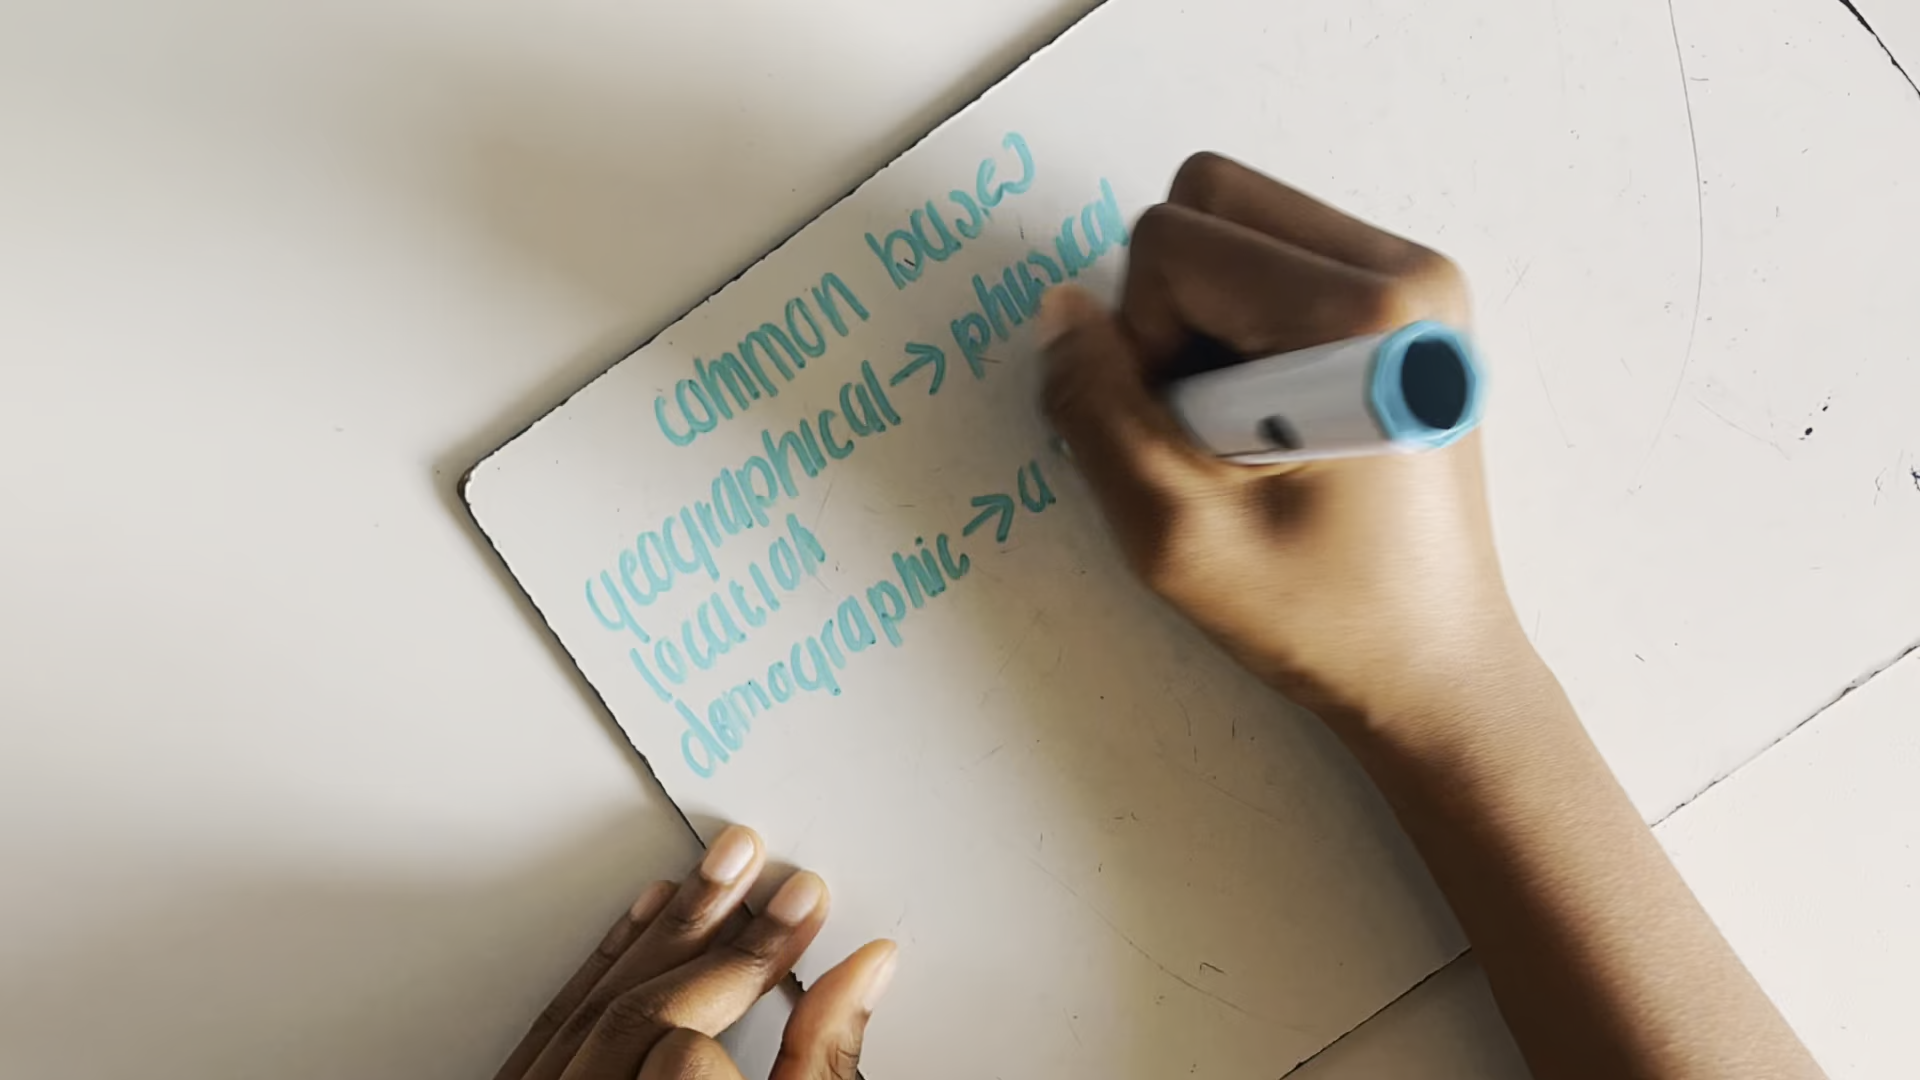 common bases
geographical → physical
location
demographic → a